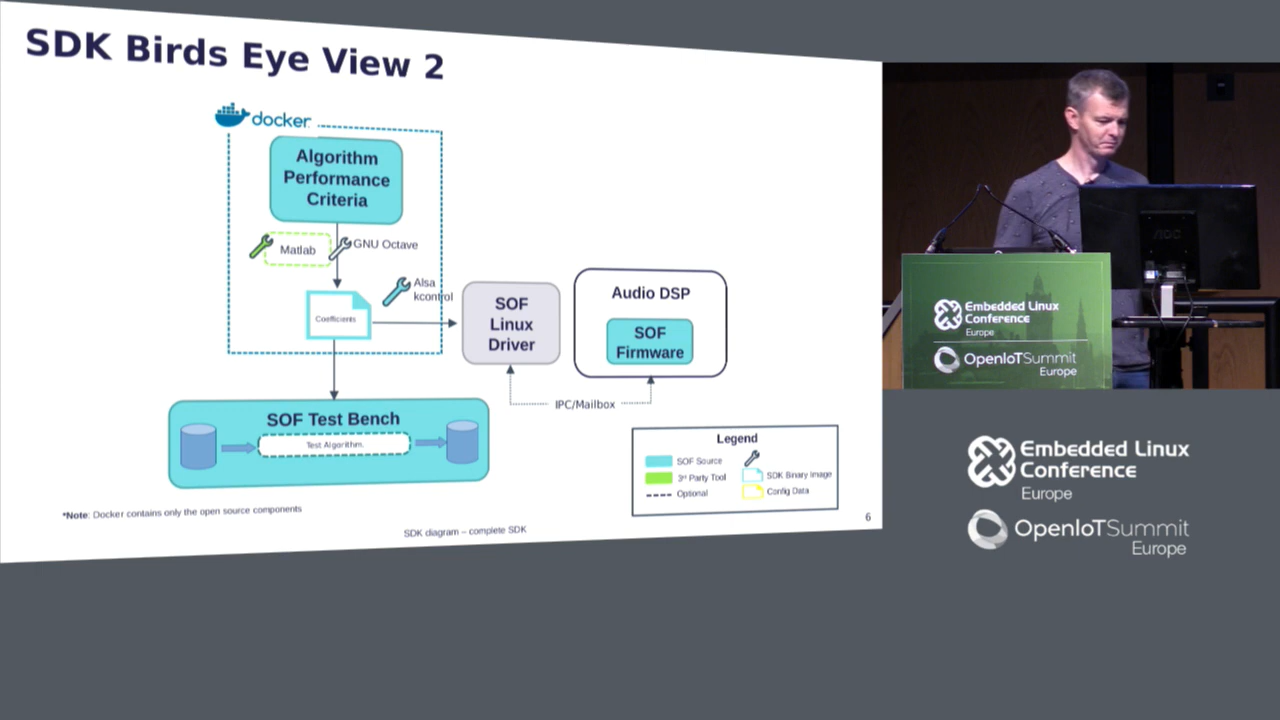 SDK Birds Eye View 2
docker
Algorithm
Performance
Criteria
Matlab
GNU Octave
Alsa
kcontrol
Coefficients
SOF
Linux
Driver
Audio DSP
SOF
Firmware
IPC/Mailbox
SOF Test Bench
Test Algorithm.
Legend
SOF Source
3rd Party Tool
Optional
SDK Binary Image
Config Data
*Note: Docker contains only the open source components
SDK diagram – complete SDK
6
AOC
Embedded Linux
Conference
Europe
OpenIoTSummit
Europe
Embedded Linux
Conference
Europe
OpenIoTSummit
Europe